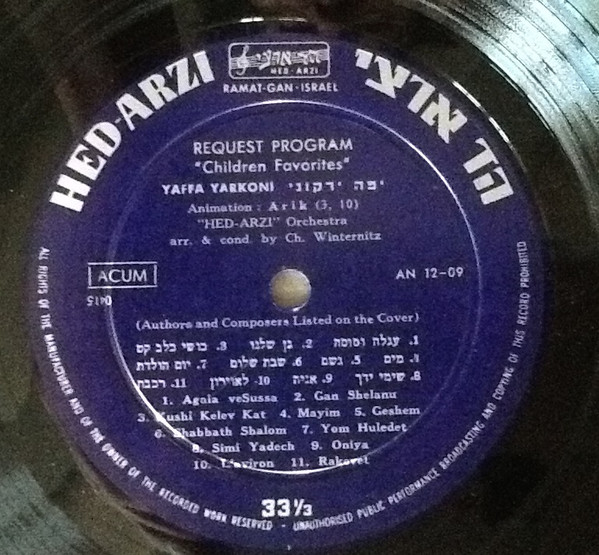 HED-ARZI
הד ארצי
HED-ARZI
הד ארצי
RAMAT-GAN-ISRAEL
REQUEST PROGRAM
"Children Favorites"
YAFFA YARKONI יפה ירקוני
Animation : Arik (3, 10)
"HED-ARZI" Orchestra
arr. & cond. by Ch. Winternitz
ACUM
AN 12-09
(Authors and Composers Listed on the Cover)
1. עגלה וסוסה 2. גן שלנו 3. כושי כלב קט
4. מים 5. גשם 6. שבת שלום 7. יום הולדת
8. שימי ידך 9. אניה 10. לאוירון 11. רכבת
1. Agala veSussa 2. Gan Shelanu
3. Kushi Kelev Kat 4. Mayim 5. Geshem
6. Shabbath Shalom 7. Yom Huledet
8. Simi Yadech 9. Oniya
10. L'aviron 11. Rakevet
33⅓
ALL RIGHTS OF THE MANUFACTURER AND OF THE OWNER OF THE RECORDED WORK RESERVED - UNAUTHORISED PUBLIC PERFORMANCE BROADCASTING AND COPYING OF THIS RECORD PROHIBITED